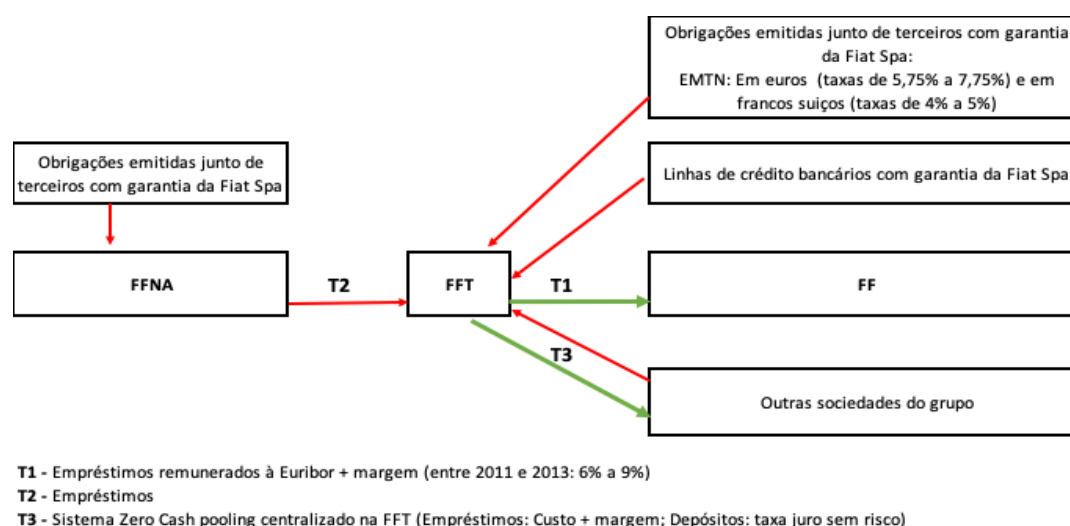 Obrigações emitidas junto de terceiros com garantia
da Fiat Spa:
EMTN: Em euros (taxas de 5,75% a 7,75%) e em
francos suiços (taxas de 4% a 5%)
Obrigações emitidas junto de
terceiros com garantia da Fiat Spa
Linhas de crédito bancários com garantia da Fiat Spa
FFNA
T2
FFT
T1
FF
T3
Outras sociedades do grupo
T1 - Empréstimos remunerados à Euribor + margem (entre 2011 e 2013: 6% a 9%)
T2 - Empréstimos
T3 - Sistema Zero Cash pooling centralizado na FFT (Empréstimos: Custo + margem; Depósitos: taxa juro sem risco)